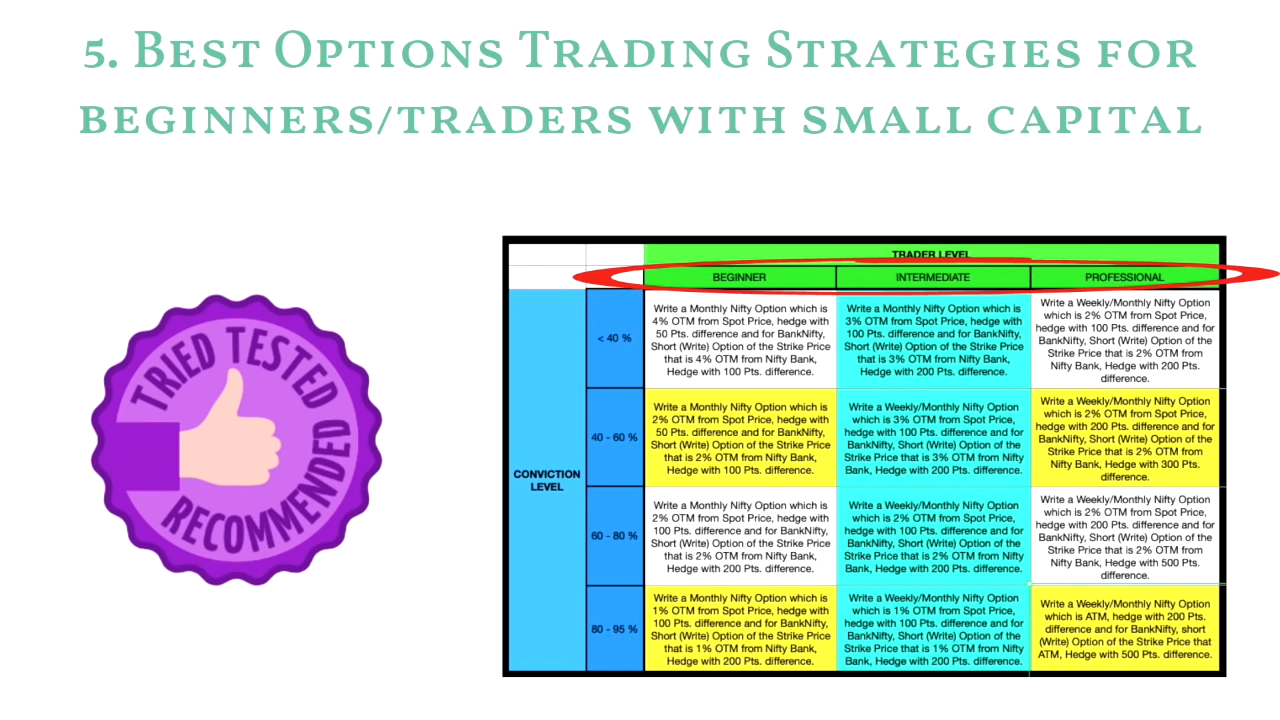 5. Best Options Trading Strategies for
beginners/traders with small capital
TRIED TESTED
RECOMMENDED
TRADER LEVEL
BEGINNER
INTERMEDIATE
PROFESSIONAL
CONVICTION
LEVEL
< 40 %
Write a Monthly Nifty Option which is
4% OTM from Spot Price, hedge with
50 Pts. difference and for BankNifty,
Short (Write) Option of the Strike Price
that is 4% OTM from Nifty Bank,
Hedge with 100 Pts. difference.
Write a Monthly Nifty Option which is
3% OTM from Spot Price, hedge with
100 Pts. difference and for BankNifty,
Short (Write) Option of the Strike Price
that is 3% OTM from Nifty Bank,
Hedge with 200 Pts. difference.
Write a Weekly/Monthly Nifty Option
which is 2% OTM from Spot Price,
hedge with 100 Pts. difference and for
BankNifty, Short (Write) Option of the
Strike Price that is 2% OTM from
Nifty Bank, Hedge with 200 Pts.
difference.
40 - 60 %
Write a Monthly Nifty Option which is
2% OTM from Spot Price, hedge with
50 Pts. difference and for BankNifty,
Short (Write) Option of the Strike Price
that is 2% OTM from Nifty Bank,
Hedge with 100 Pts. difference.
Write a Weekly/Monthly Nifty Option
which is 3% OTM from Spot Price,
hedge with 100 Pts. difference and for
BankNifty, Short (Write) Option of the
Strike Price that is 3% OTM from Nifty
Bank, Hedge with 200 Pts. difference.
Write a Weekly/Monthly Nifty Option
which is 2% OTM from Spot Price,
hedge with 200 Pts. difference and for
BankNifty, Short (Write) Option of the
Strike Price that is 2% OTM from
Nifty Bank, Hedge with 300 Pts.
difference.
60 - 80 %
Write a Monthly Nifty Option which is
2% OTM from Spot Price, hedge with
100 Pts. difference and for BankNifty,
Short (Write) Option of the Strike Price
that is 2% OTM from Nifty Bank,
Hedge with 200 Pts. difference.
Write a Weekly/Monthly Nifty Option
which is 2% OTM from Spot Price,
hedge with 100 Pts. difference and for
BankNifty, Short (Write) Option of the
Strike Price that is 2% OTM from Nifty
Bank, Hedge with 200 Pts. difference.
Write a Weekly/Monthly Nifty Option
which is 2% OTM from Spot Price,
hedge with 200 Pts. difference and for
BankNifty, Short (Write) Option of the
Strike Price that is 2% OTM from
Nifty Bank, Hedge with 500 Pts.
difference.
80 - 95 %
Write a Monthly Nifty Option which is
1% OTM from Spot Price, hedge with
100 Pts. difference and for BankNifty,
Short (Write) Option of the Strike Price
that is 1% OTM from Nifty Bank,
Hedge with 200 Pts. difference.
Write a Weekly/Monthly Nifty Option
which is 1% OTM from Spot Price,
hedge with 100 Pts. difference and for
BankNifty, Short (Write) Option of the
Strike Price that is 1% OTM from Nifty
Bank, Hedge with 200 Pts. difference.
Write a Weekly/Monthly Nifty Option
which is ATM, hedge with 200 Pts.
difference and for BankNifty, short
(Write) Option of the Strike Price that
ATM, Hedge with 500 Pts. difference.